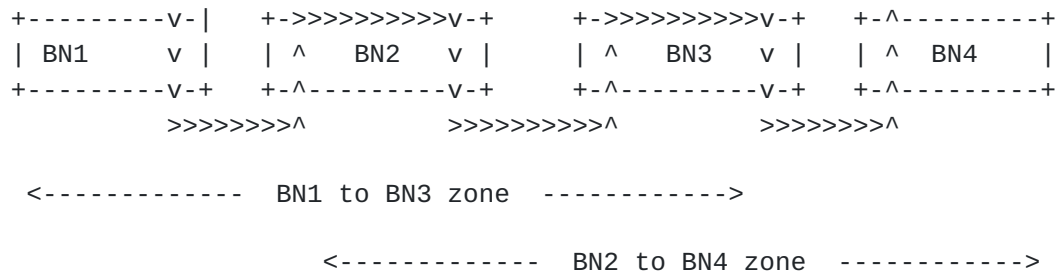 +---------v-|   +->>>>>>>>>>v-+     +->>>>>>>>>>v-+   +-^---------+
| BN1     v |   | ^   BN2   v |     | ^   BN3   v |   | ^  BN4    |
+---------v-+   +-^---------v-+     +-^---------v-+   +-^---------+
          >>>>>>>>^         >>>>>>>>>>^         >>>>>>>>^
<------------- BN1 to BN3 zone ------------>
<------------- BN2 to BN4 zone ------------>